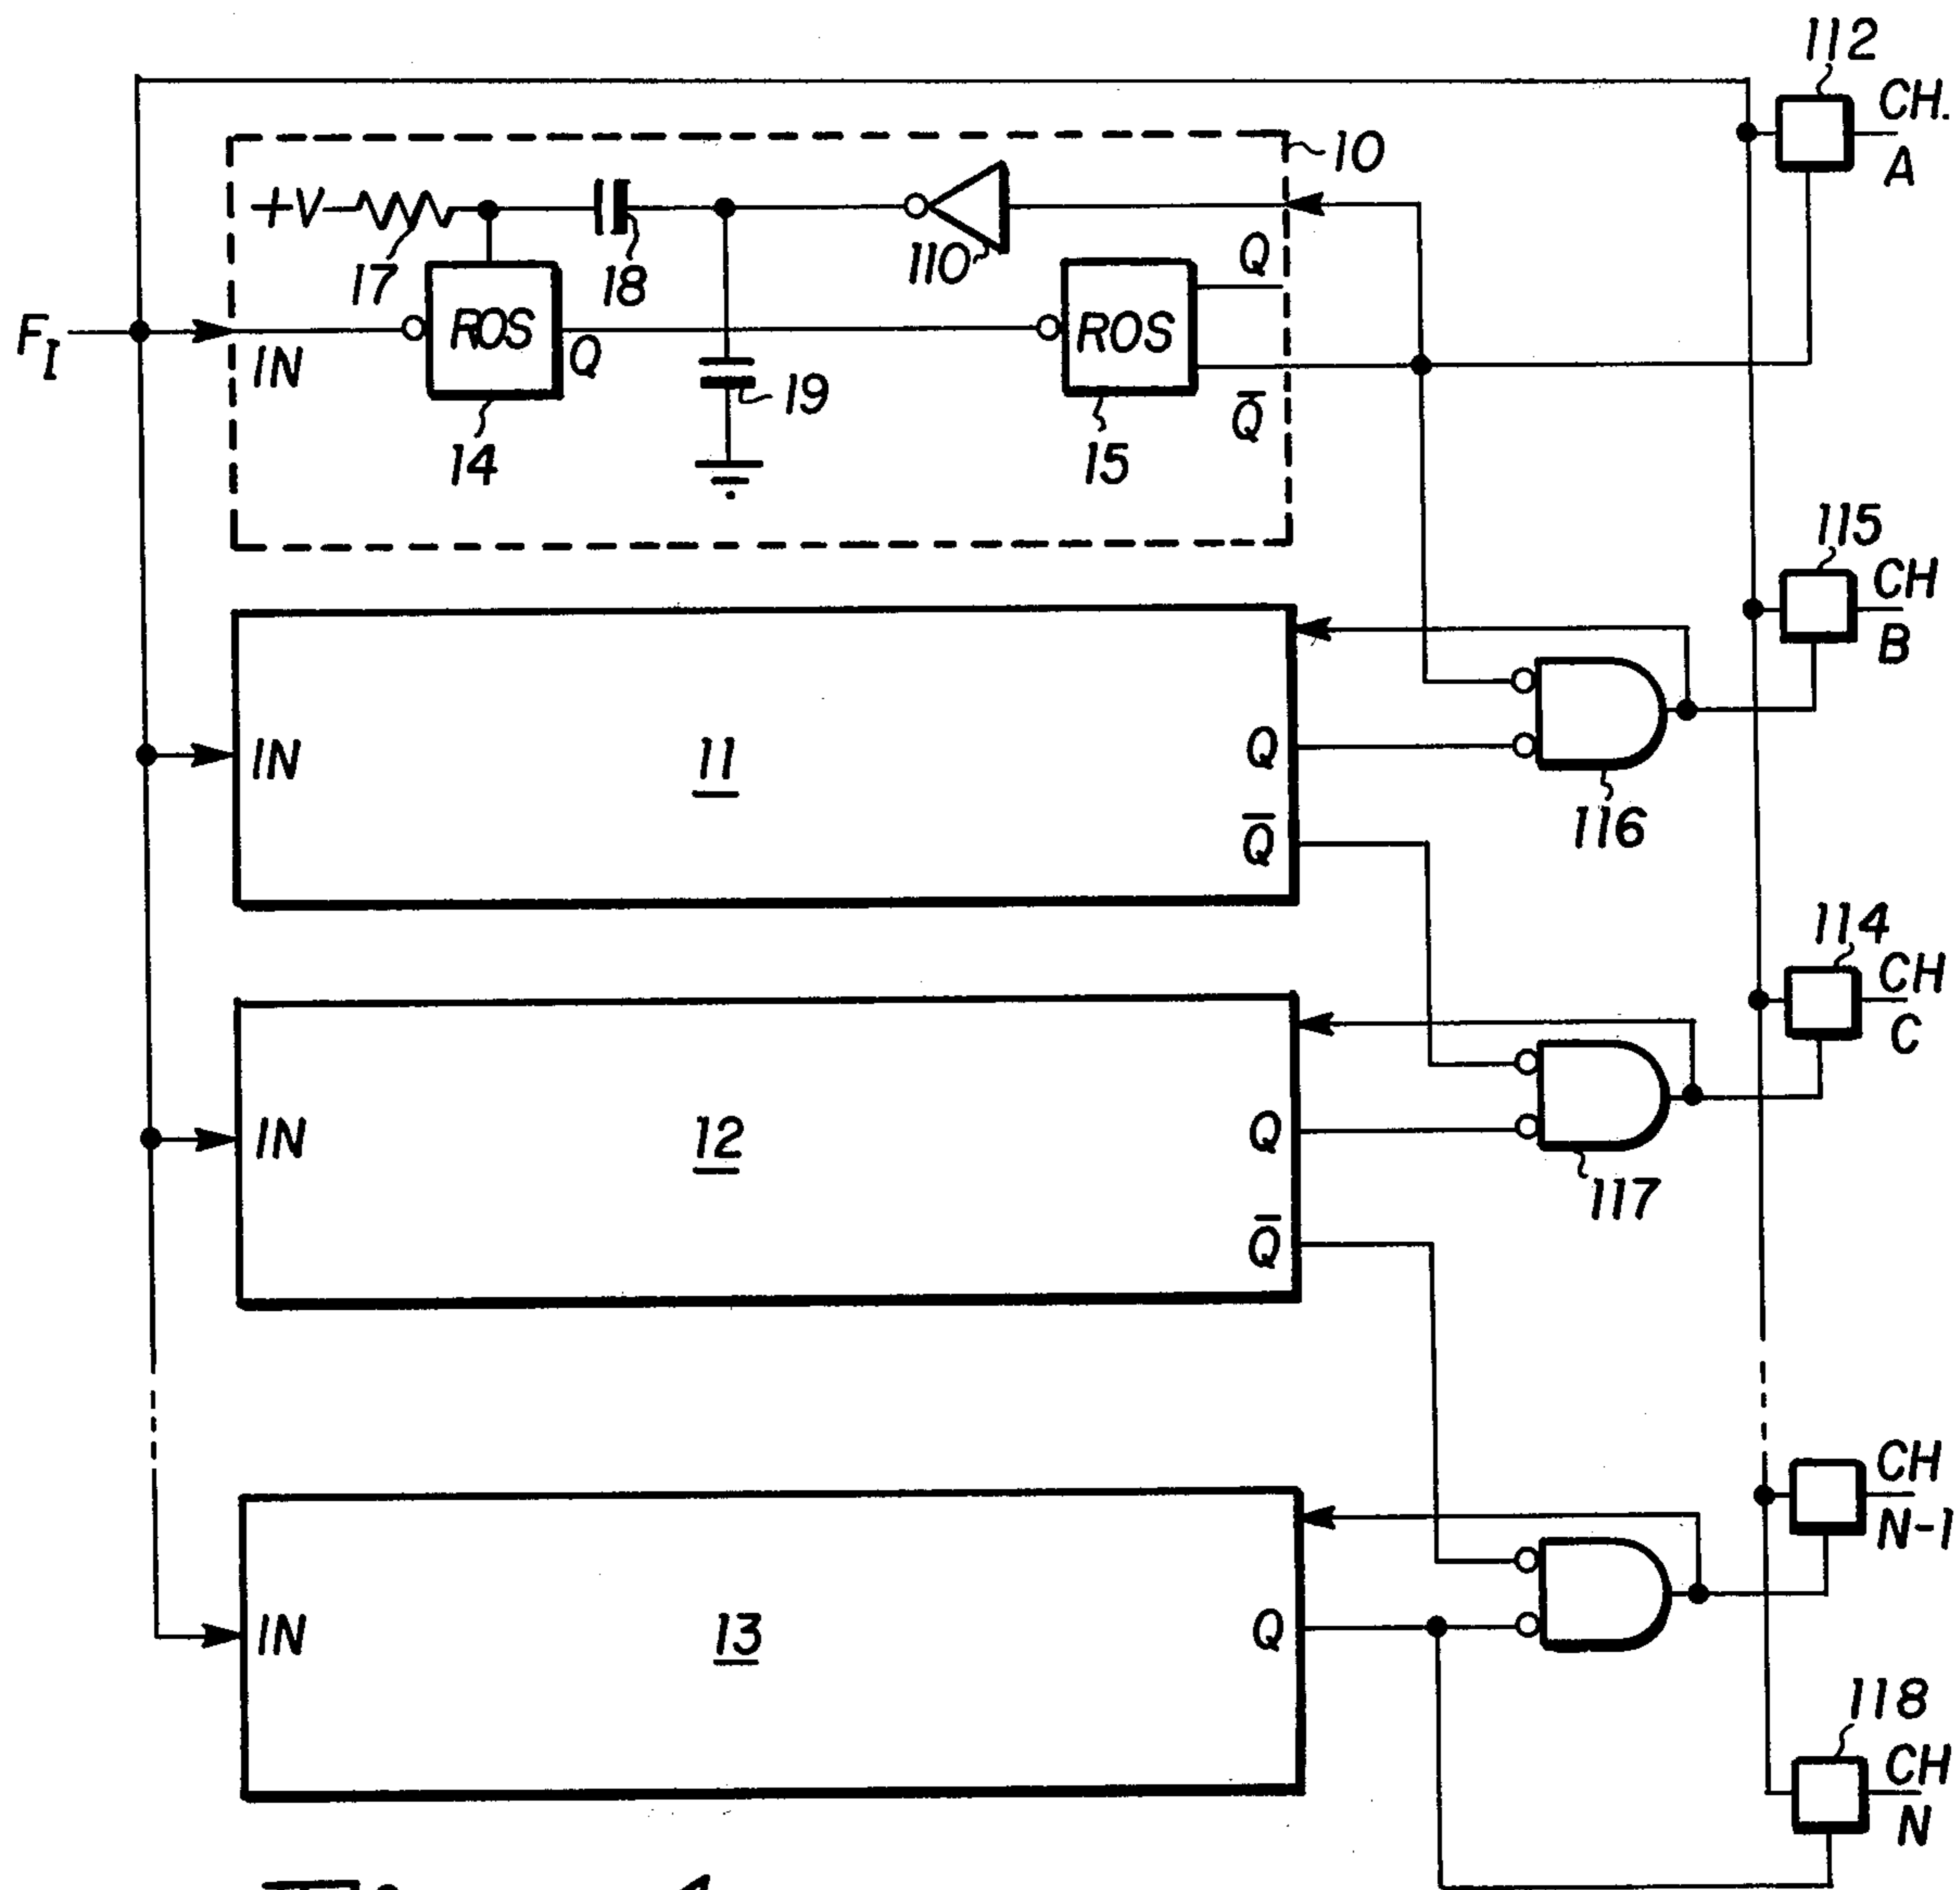 112
CH.
A
10
+V
17
18
110
Q
F_I
IN
ROS
Q
ROS
19
Q̅
14
15
115
CH
B
IN
11
Q
Q̅
116
114
CH
C
IN
12
Q
Q̅
117
CH
N-1
IN
13
Q
118
CH
N